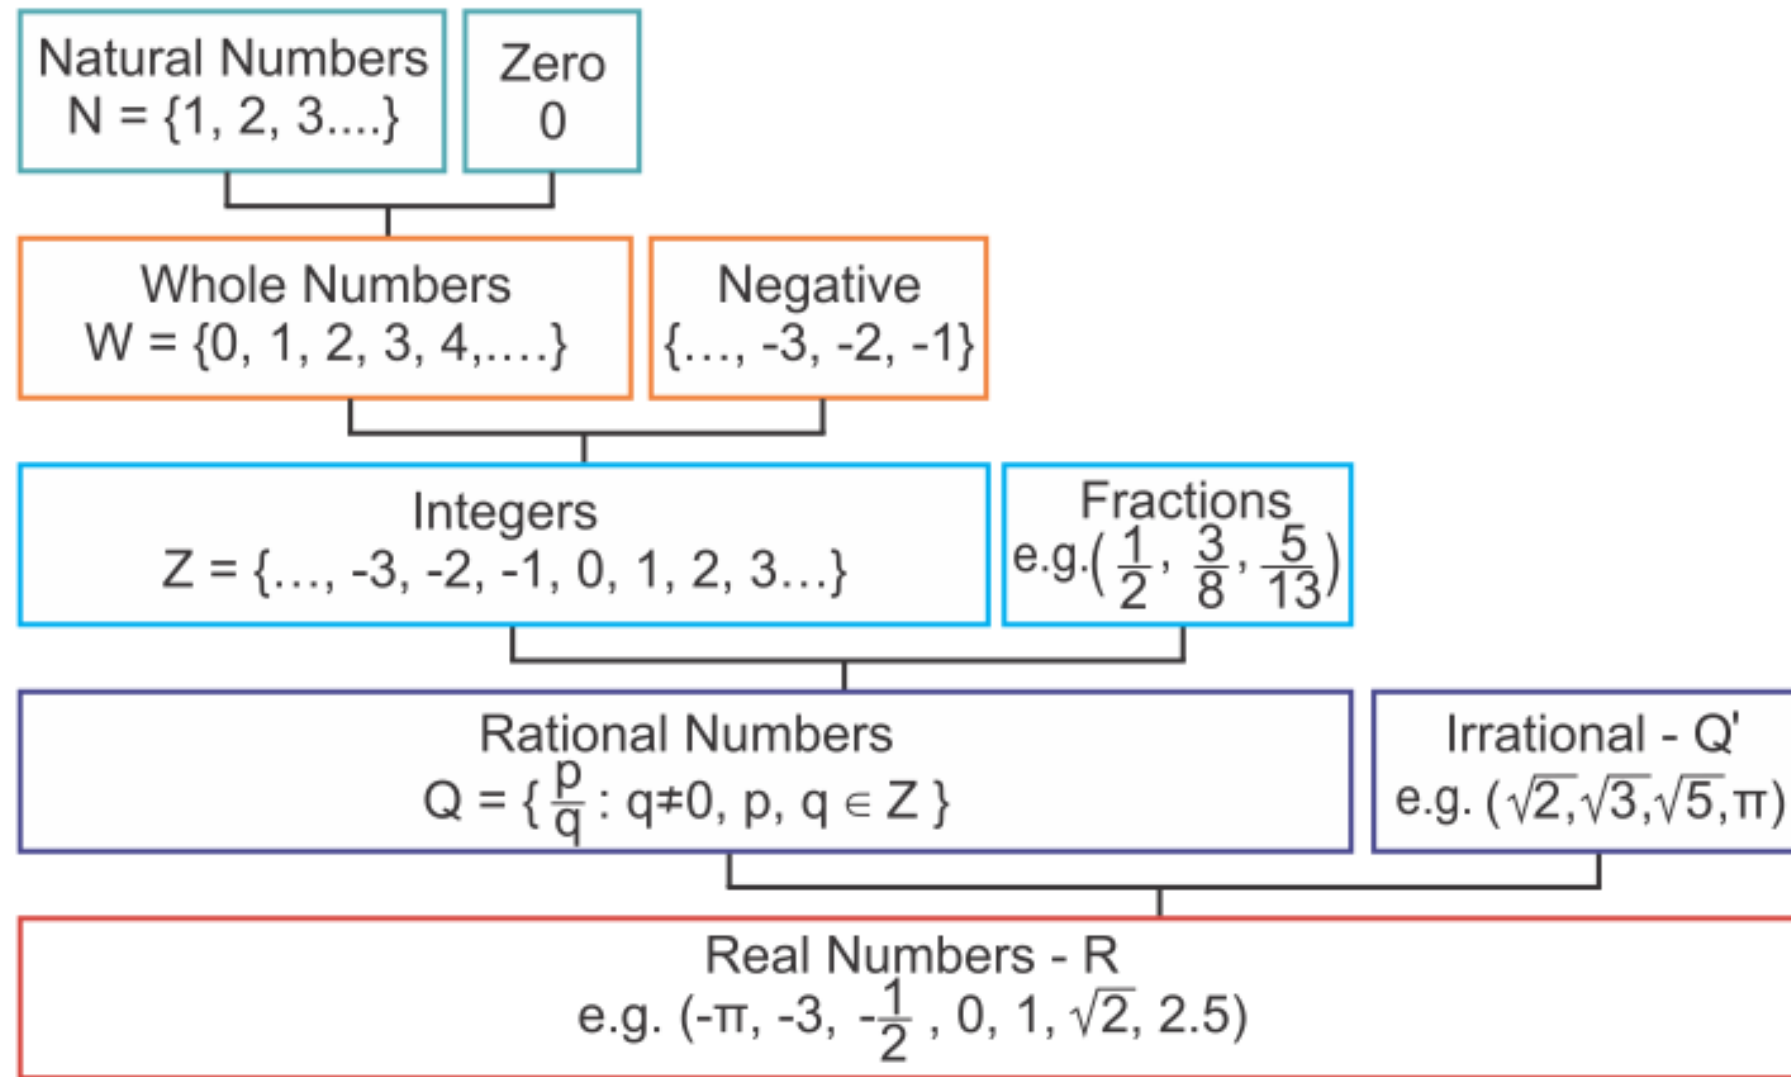 Natural Numbers
N = {1, 2, 3....}
Zero
0
Whole Numbers
W = {0, 1, 2, 3, 4,....}
Negative
{..., -3, -2, -1}
Integers
Z = {..., -3, -2, -1, 0, 1, 2, 3...}
Fractions
e.g.( 1/2, 3/8, 5/13)
Rational Numbers
Q = { p/q : q≠0, p, q ∈ Z }
Irrational - Q'
e.g. (√2,√3,√5,π)
Real Numbers - R
e.g. (-π, -3, -1/2 , 0, 1, √2, 2.5)